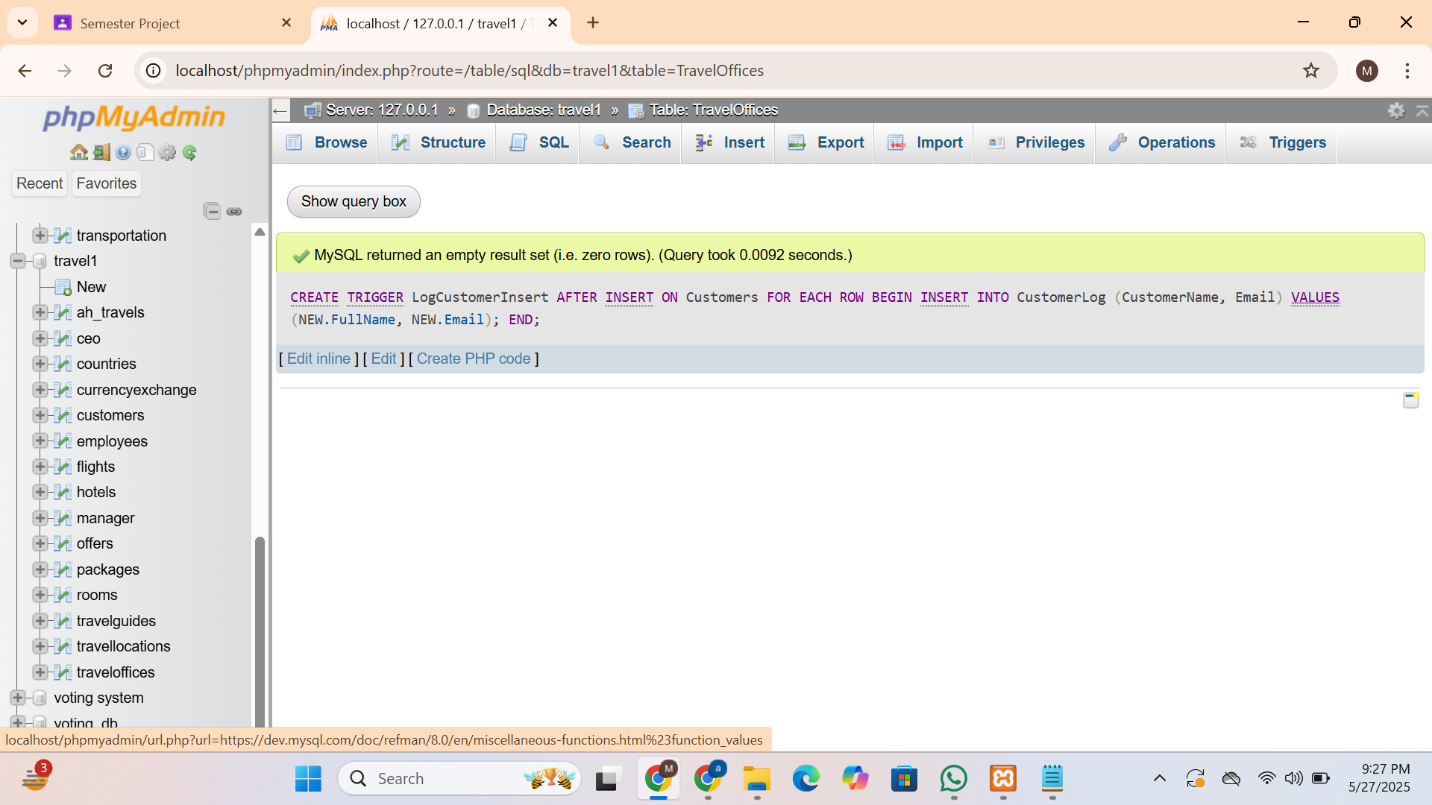 Semester Project
localhost / 127.0.0.1 / travel1 / T
localhost/phpmyadmin/index.php?route=/table/sql&db=travel1&table=TravelOffices
M
phpMyAdmin
Server: 127.0.0.1 » Database: travel1 » Table: TravelOffices
Browse Structure SQL Search Insert Export Import Privileges Operations Triggers
Recent Favorites
Show query box
transportation
travel1
New
ah_travels
ceo
countries
currencyexchange
customers
employees
flights
hotels
manager
offers
packages
rooms
travelguides
travellocations
traveloffices
voting system
voting_db
MySQL returned an empty result set (i.e. zero rows). (Query took 0.0092 seconds.)
CREATE TRIGGER LogCustomerInsert AFTER INSERT ON Customers FOR EACH ROW BEGIN INSERT INTO CustomerLog (CustomerName, Email) VALUES
(NEW.FullName, NEW.Email); END;
[ Edit inline ] [ Edit ] [ Create PHP code ]
localhost/phpmyadmin/url.php?url=https://dev.mysql.com/doc/refman/8.0/en/miscellaneous-functions.html%23function_values
3
Search
M
a
9:27 PM
5/27/2025